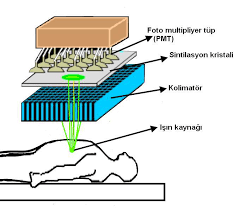 Foto multipliyer tüp
(PMT)
Sintilasyon kristali
Kolimatör
Işın kaynağı